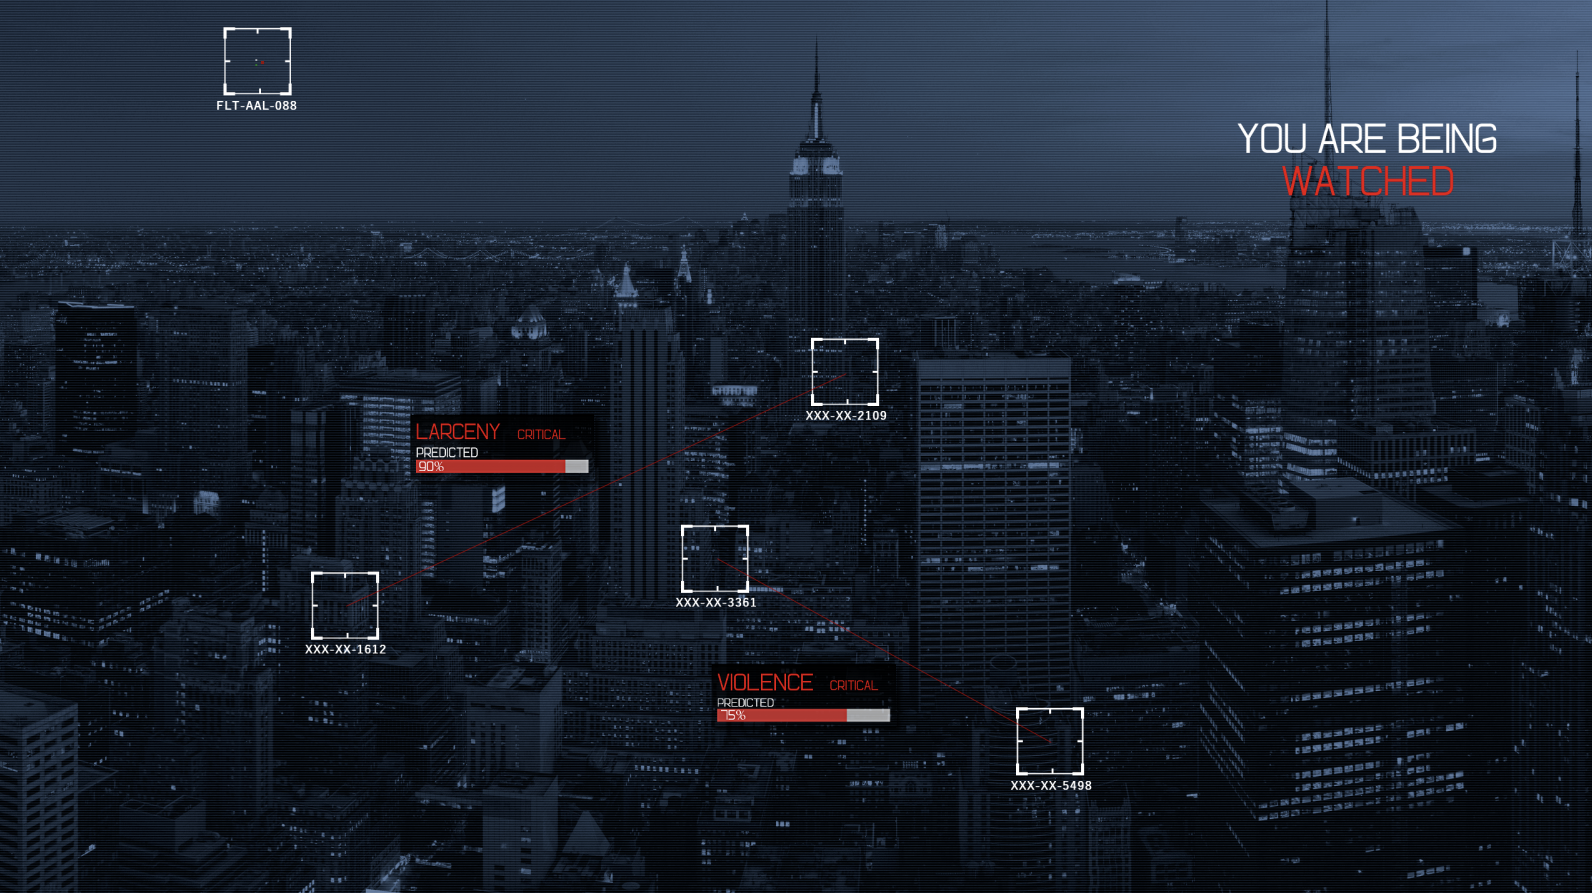 FLT-AAL-088
YOU ARE BEING
WATCHED
XXX-XX-2109
LARCENY CRITICAL
PREDICTED
90%
XXX-XX-3361
XXX-XX-1612
VIOLENCE CRITICAL
PREDICTED
75%
XXX-XX-5498